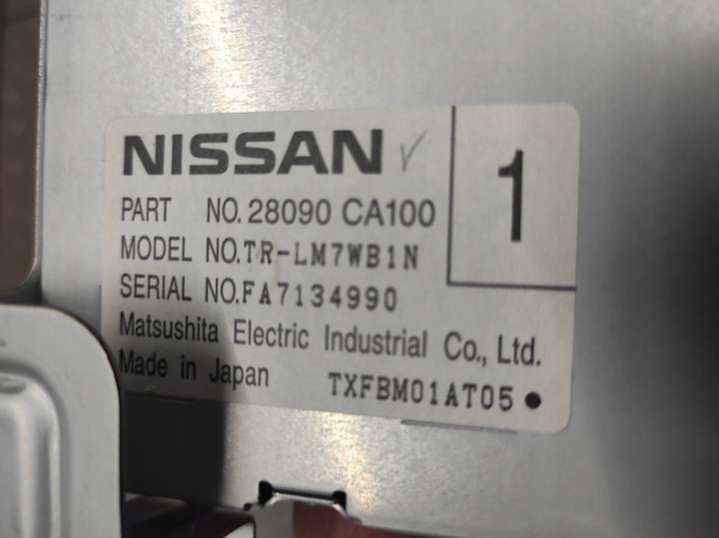 NISSAN
1
PART NO. 28090 CA100
MODEL NO.TR-LM7WB1N
SERIAL NO.FA7134990
Matsushita Electric Industrial Co., Ltd.
Made in Japan TXFBM01AT05